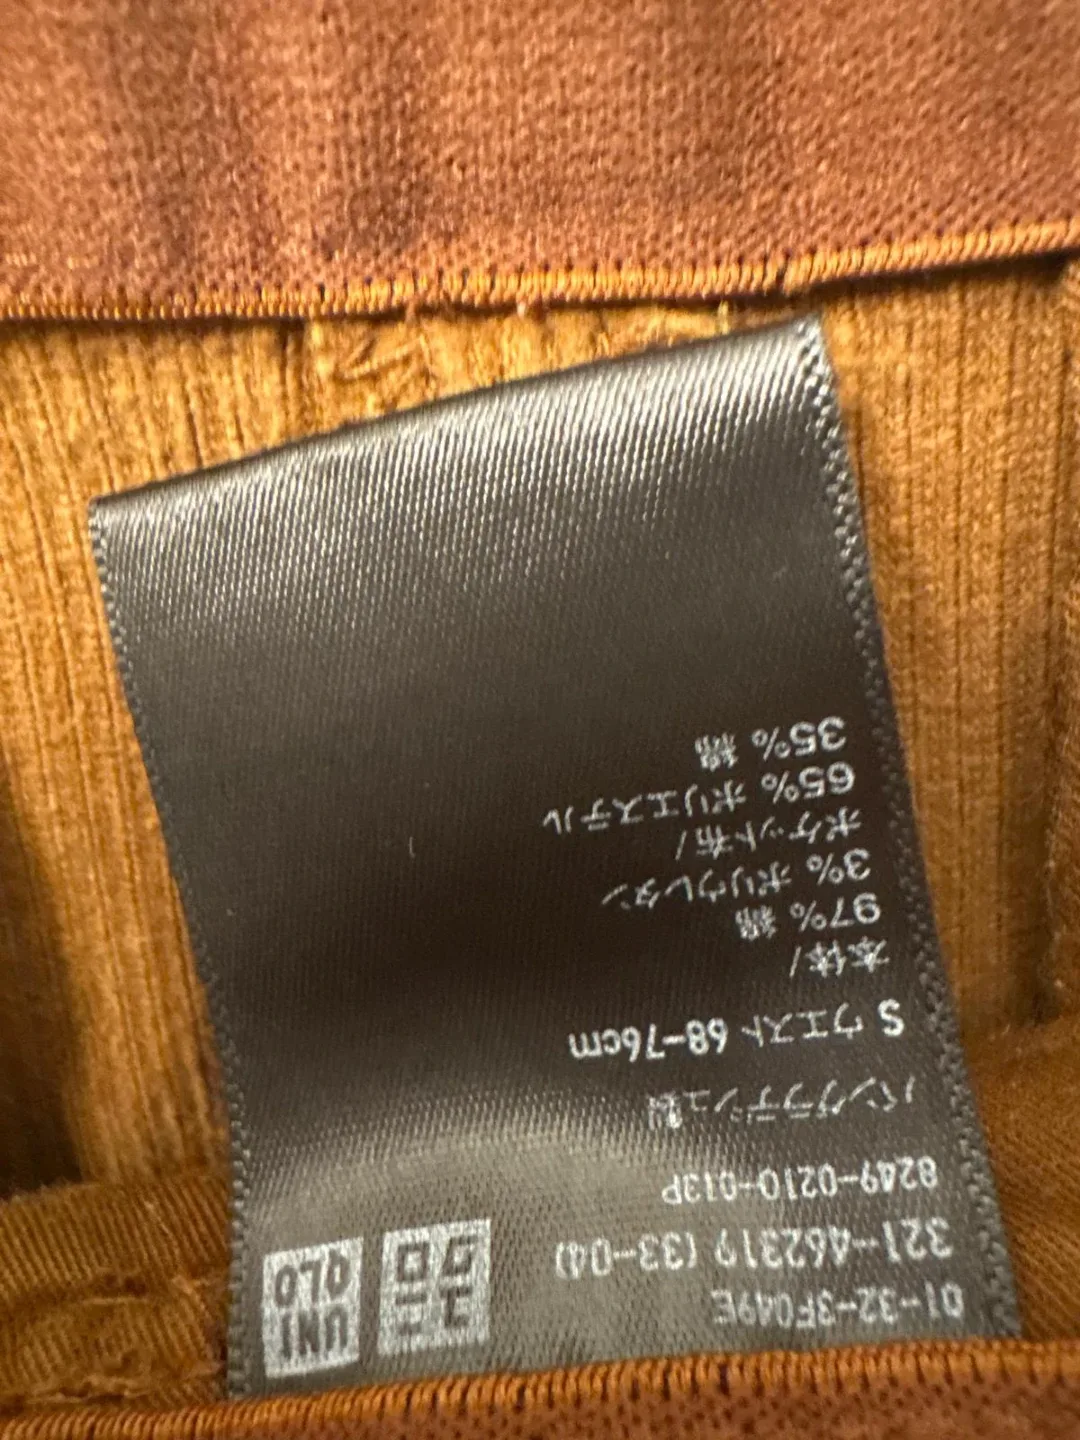 ユニ
クロ
UNI
QLO
01-32-3F049E
321-462319 (33-04)
8249-0210-013P
バングラデシュ製
S ウエスト 68-76cm
本体/
97% 綿
3% ポリウレタン
ポケット布/
65% ポリエステル
35% 綿